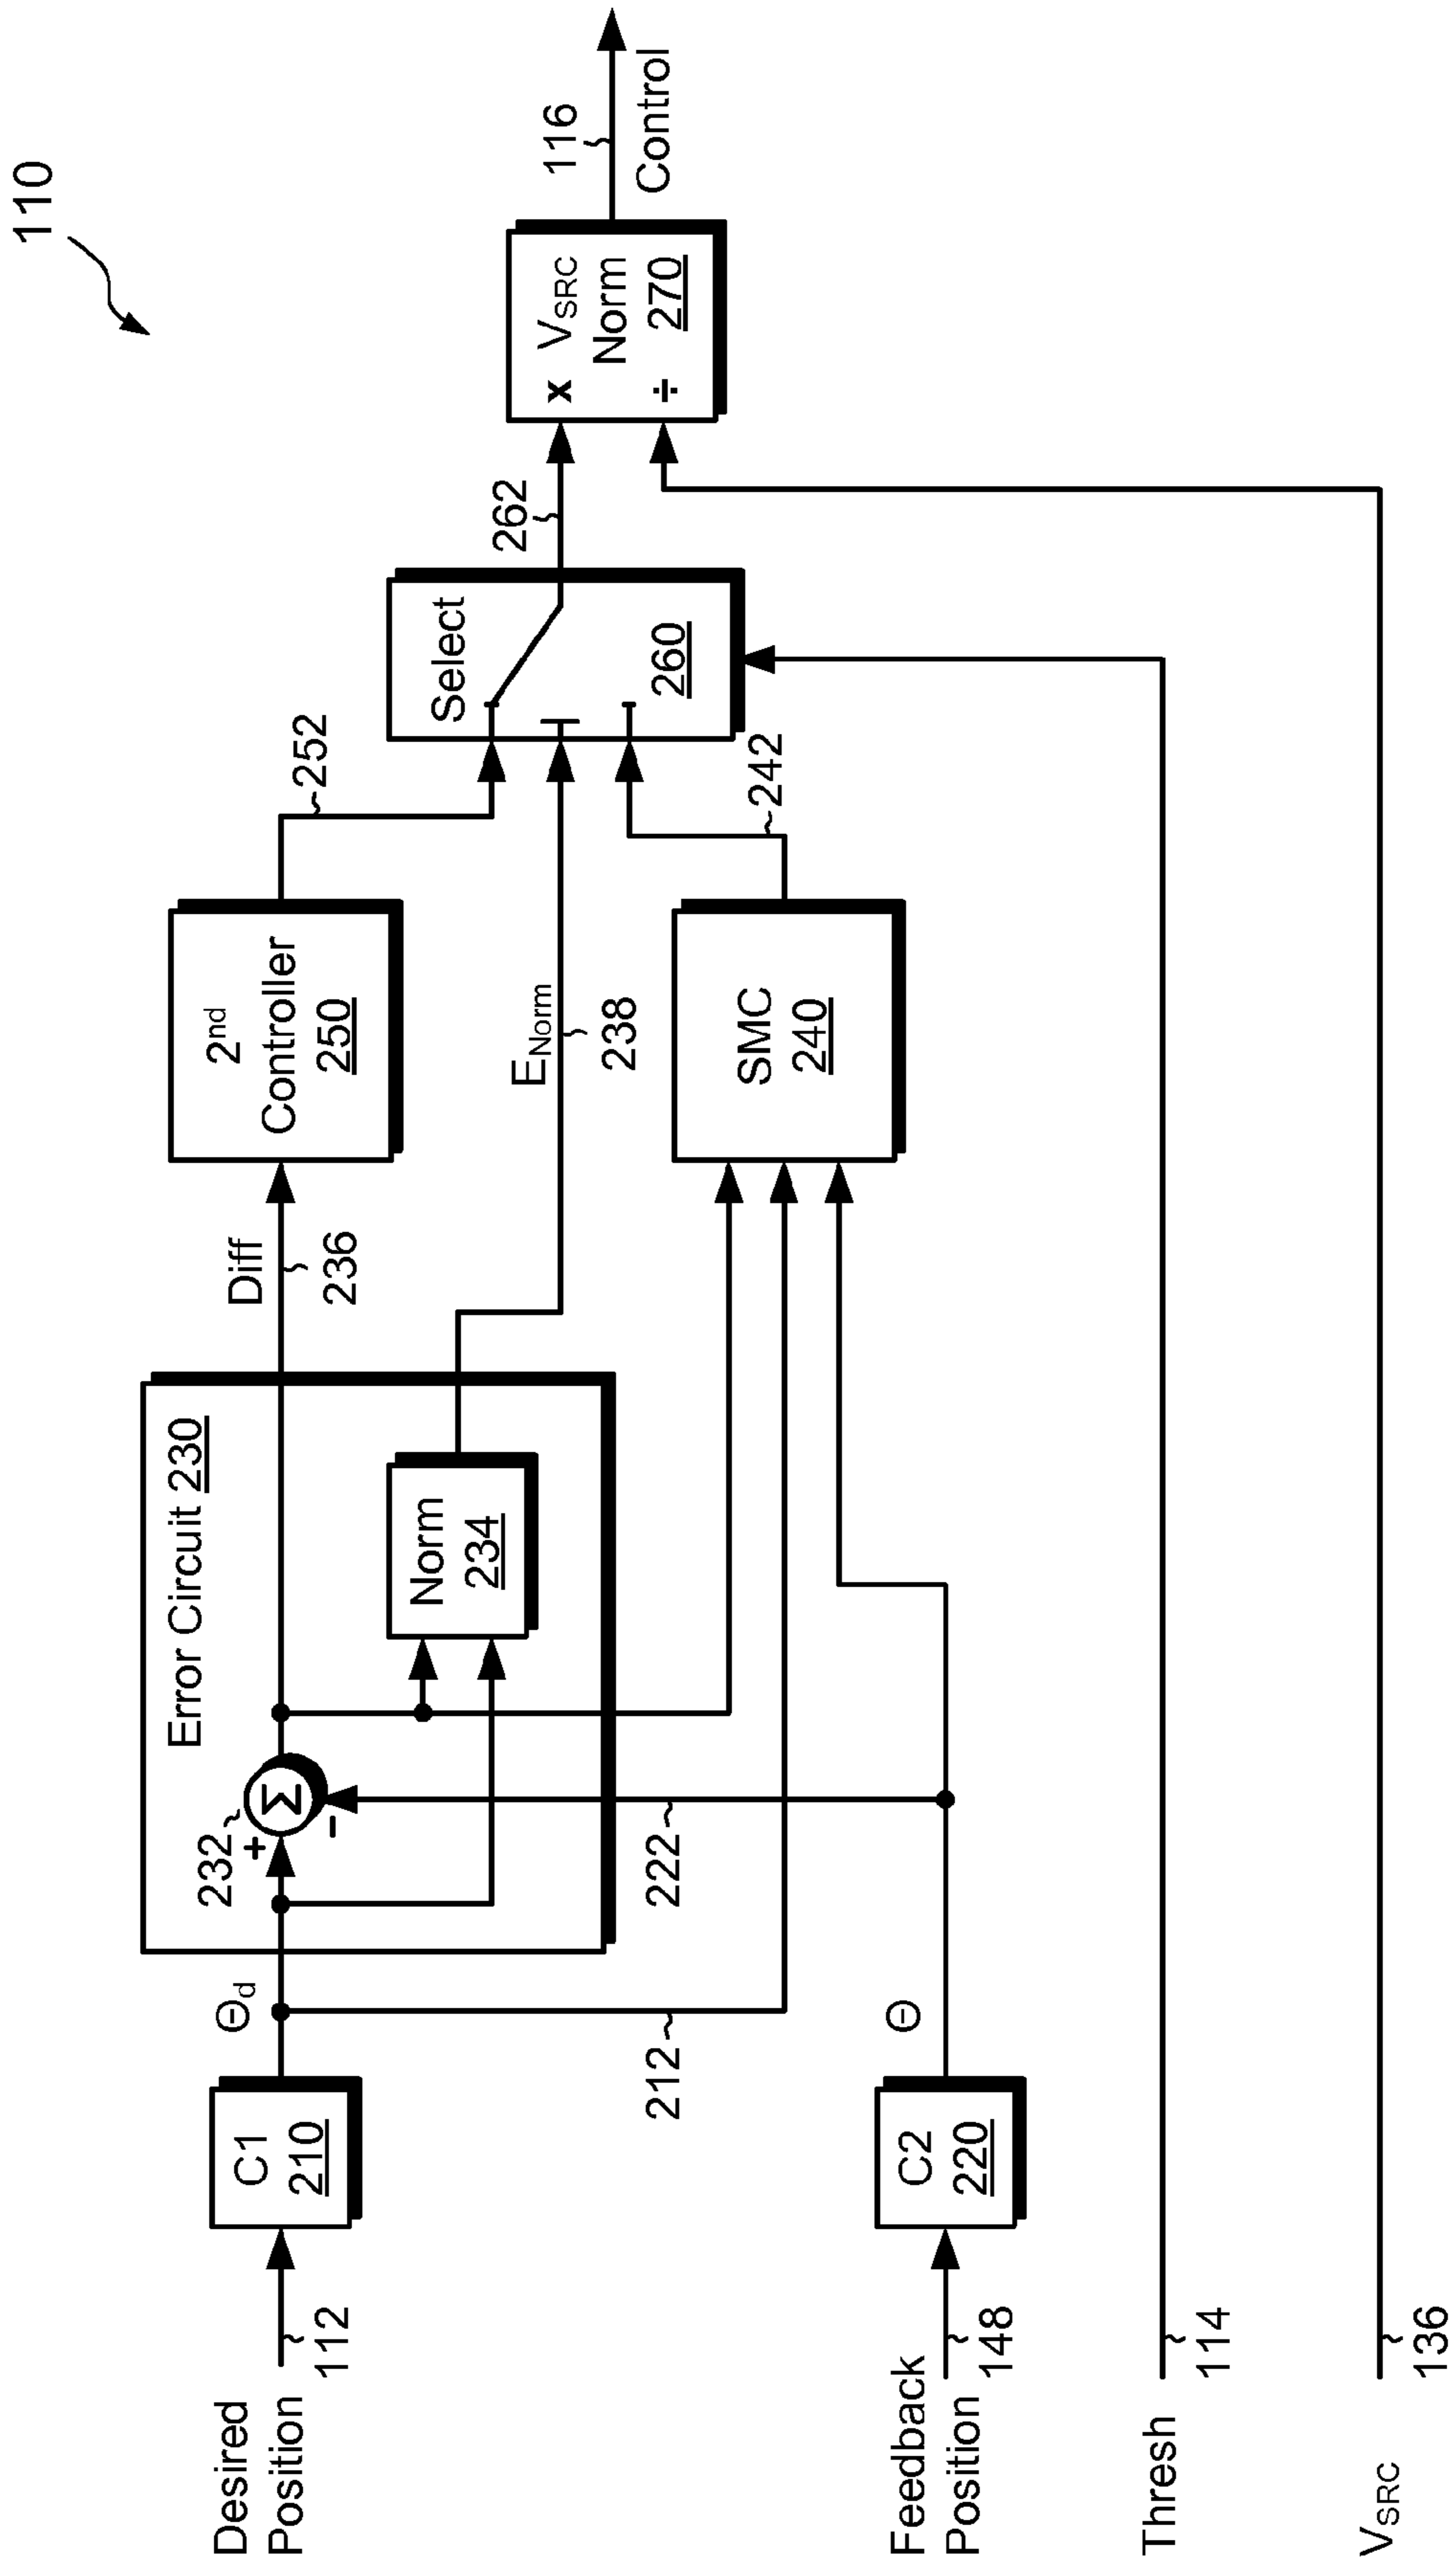 110
Desired
Position
112
C1
210
Θd
212
Error Circuit 230
232
+
-
Σ
222
Norm
234
Diff
236
2nd
Controller
250
252
ENorm
238
SMC
240
242
Select
260
262
x VSRC
Norm
÷ 270
116
Control
Feedback
Position
148
C2
220
Θ
Thresh
114
VSRC
136